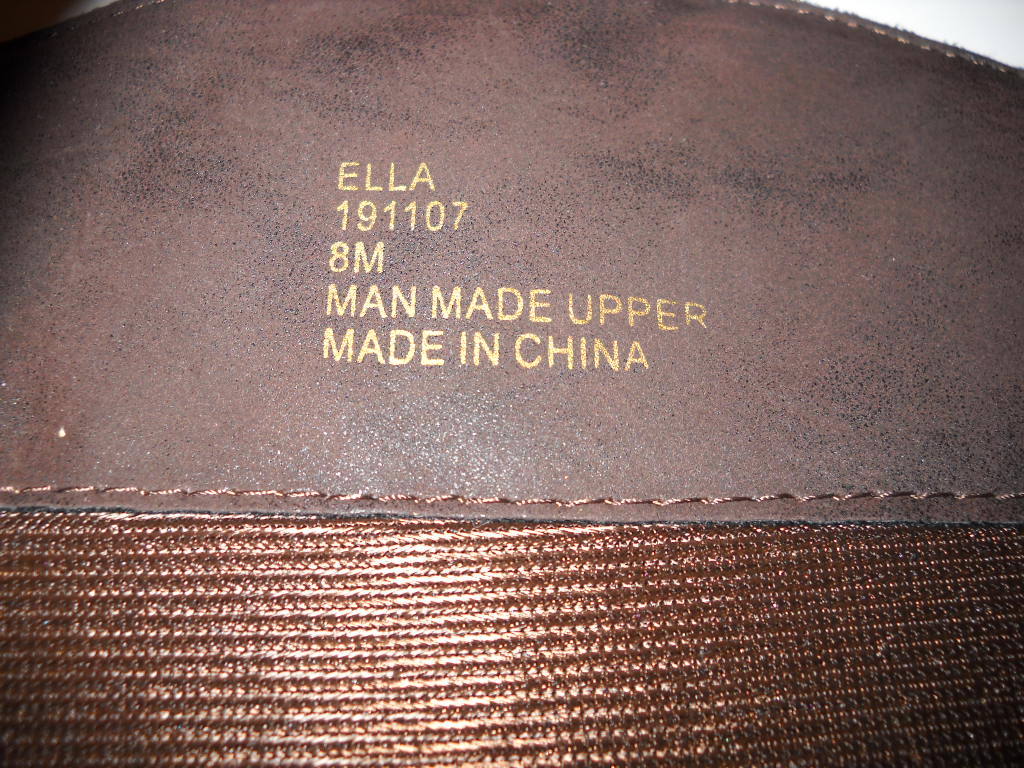 ELLA
191107
8M
MAN MADE UPPER
MADE IN CHINA